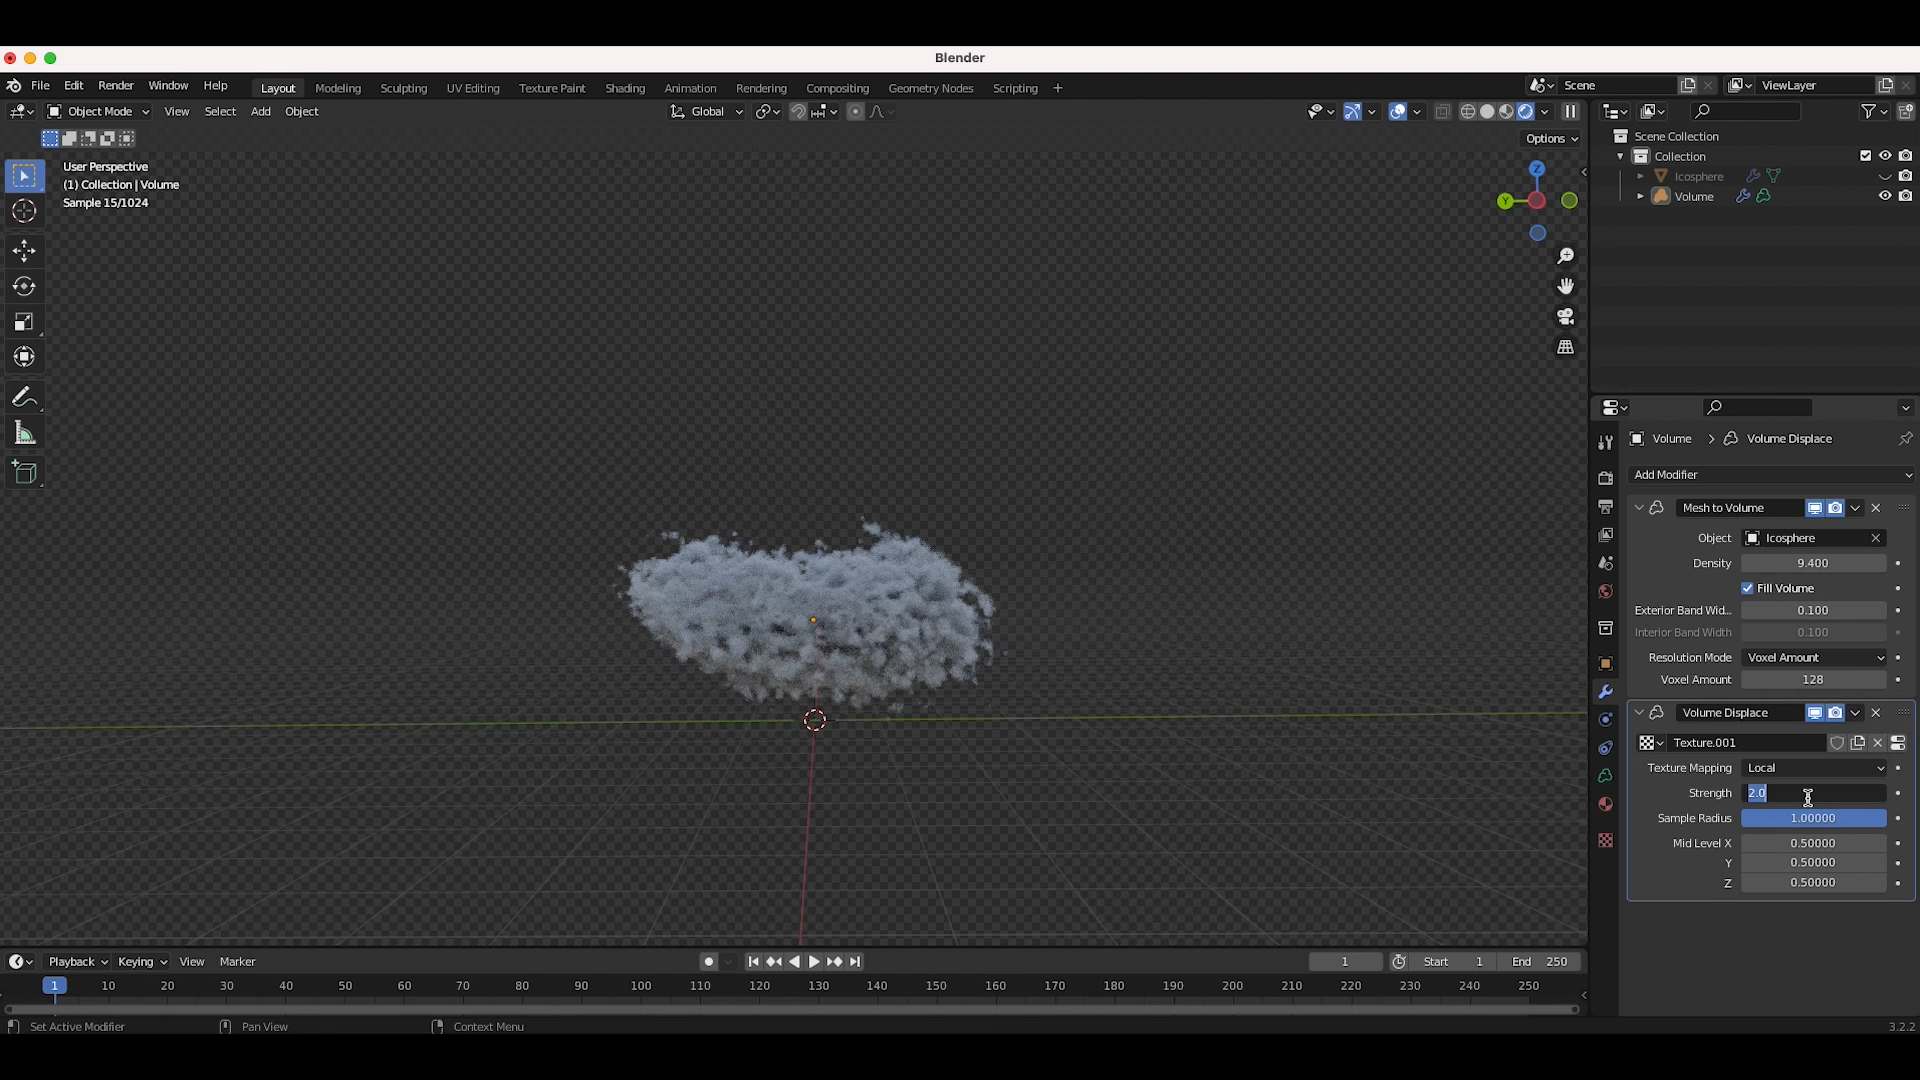 Blender
File Edit Render Window Help Layout Modeling Sculpting UV Editing Texture Paint Shading Animation Rendering Compositing Geometry Nodes Scripting + Scene ViewLayer
Object Mode View Select Add Object Global
Options
User Perspective
(1) Collection | Volume
Sample 15/1024
Z
Y
Scene Collection
Collection
Icosphere
Volume
Volume > Volume Displace
Add Modifier
Mesh to Volume
Object Icosphere
Density 9.400
Fill Volume
Exterior Band Wid... 0.100
Interior Band Width 0.100
Resolution Mode Voxel Amount
Voxel Amount 128
Volume Displace
Texture.001
Texture Mapping Local
Strength 2.0
Sample Radius 1.00000
Mid Level X 0.50000
Y 0.50000
Z 0.50000
Playback Keying View Marker 1 Start 1 End 250
1 10 20 30 40 50 60 70 80 90 100 110 120 130 140 150 160 170 180 190 200 210 220 230 240 250
Set Active Modifier Pan View Context Menu 3.2.2